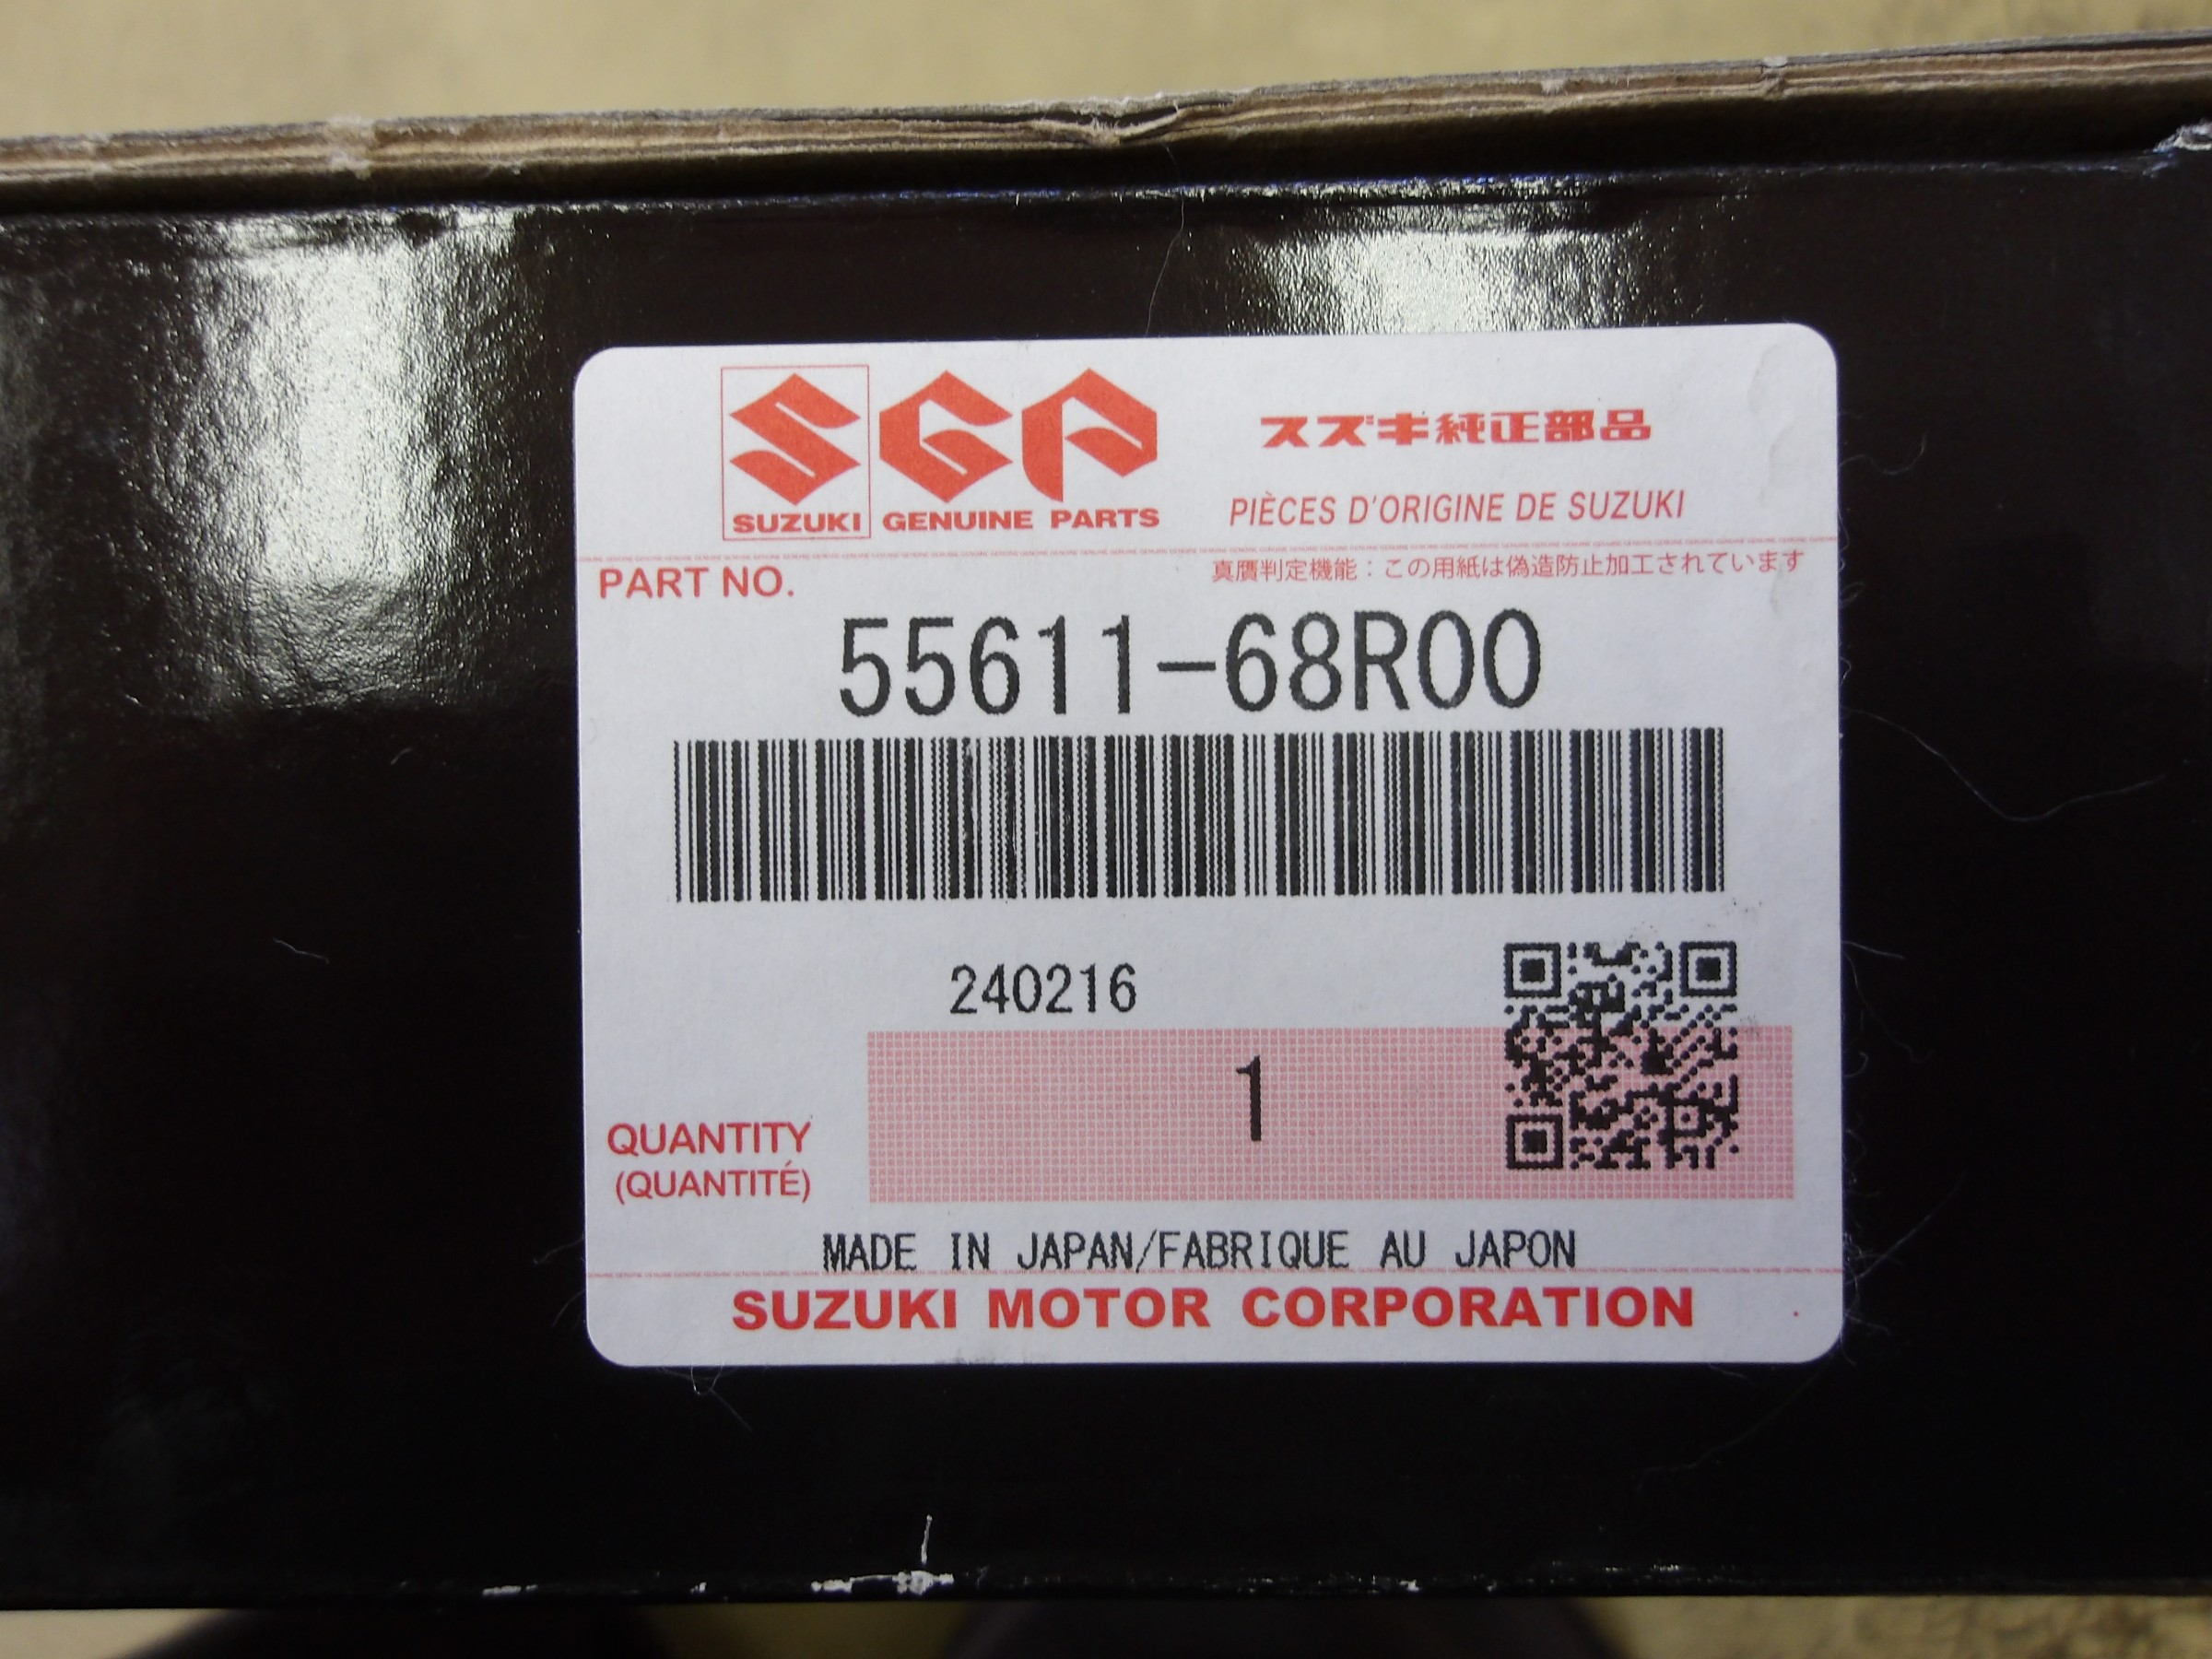 SGP
SUZUKI GENUINE PARTS
スズキ純正部品
PIÈCES D'ORIGINE DE SUZUKI
PART NO.
真贋判定機能：この用紙は偽造防止加工されています
55611-68R00
240216
1
QUANTITY
(QUANTITÉ)
MADE IN JAPAN/FABRIQUE AU JAPON
SUZUKI MOTOR CORPORATION